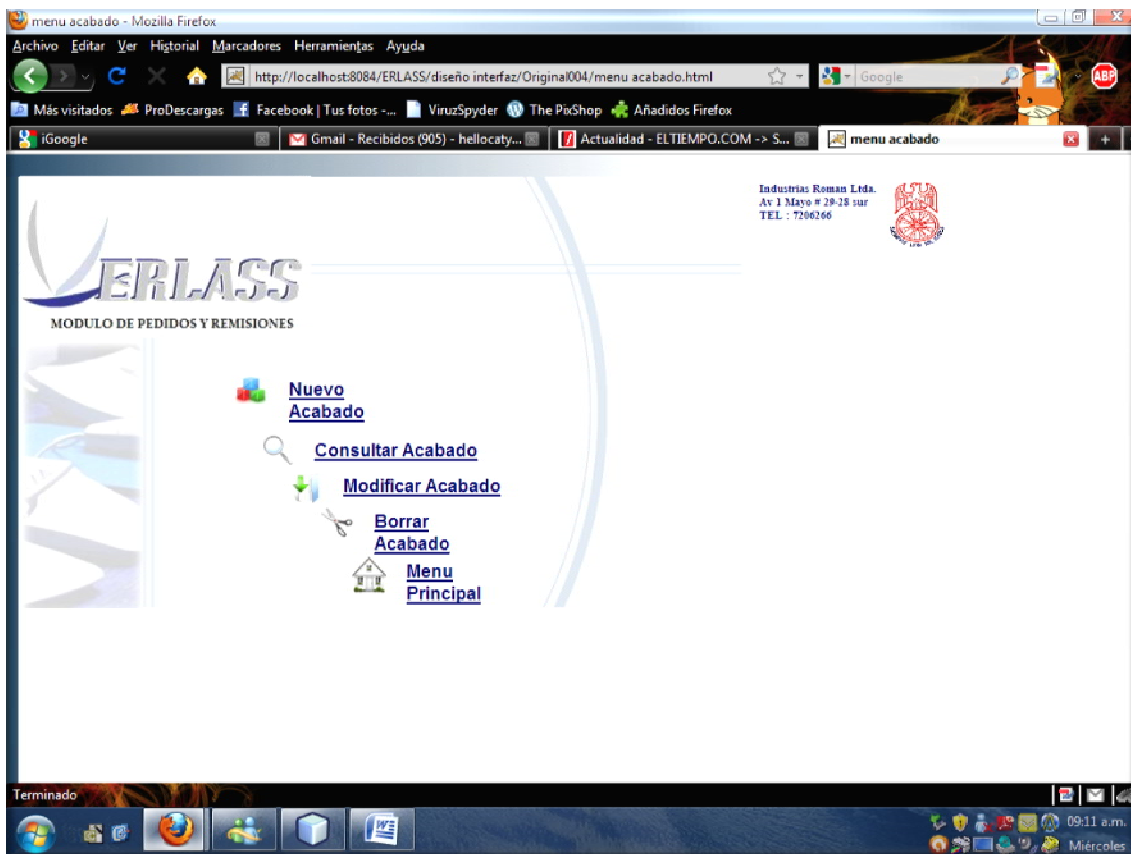 menu acabado - Mozilla Firefox
Archivo Editar Ver Historial Marcadores Herramientas Ayuda
http://localhost:8084/ERLASS/diseño interfaz/Original004/menu acabado.html
Google
ABP
Más visitados ProDescargas Facebook | Tus fotos -... ViruzSpyder The PixShop Añadidos Firefox
iGoogle
Gmail - Recibidos (905) - hellocaty...
Actualidad - ELTIEMPO.COM -> S...
menu acabado
Industrias Roman Ltda.
Av 1 Mayo # 29-28 sur
TEL : 7206266
ERLASS
MODULO DE PEDIDOS Y REMISIONES
Nuevo
Acabado
Consultar Acabado
Modificar Acabado
Borrar
Acabado
Menu
Principal
Terminado
09:11 a.m.
Miércoles